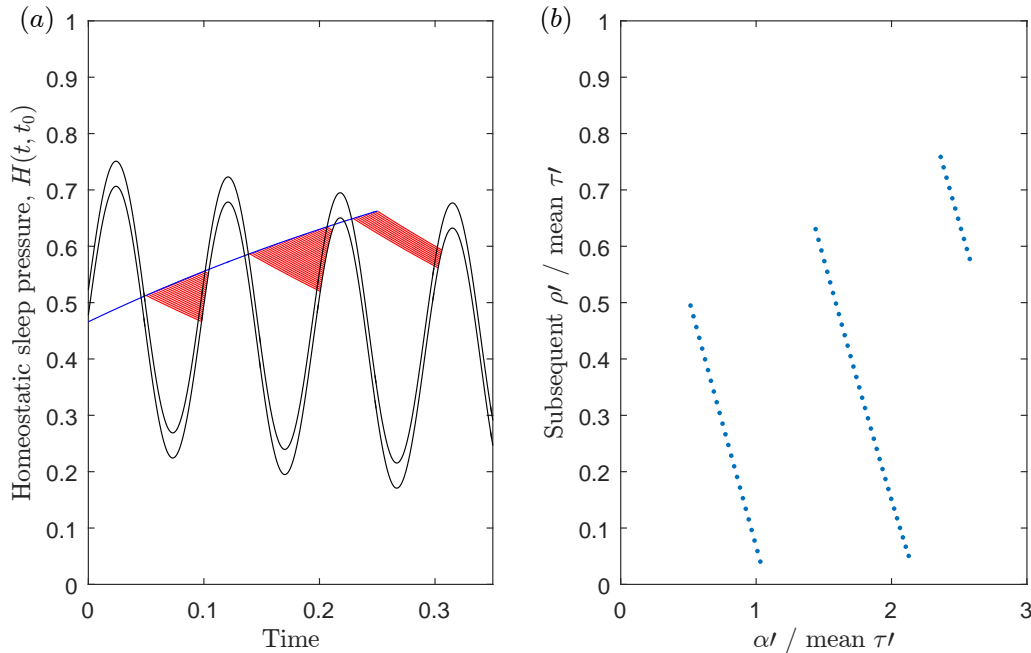 (a)
1
0.9
0.8
0.7
0.6
0.5
0.4
0.3
0.2
0.1
0
Homeostatic sleep pressure, H(t, t₀)
0 0.1 0.2 0.3
Time
(b)
1
0.9
0.8
0.7
0.6
0.5
0.4
0.3
0.2
0.1
0
Subsequent ρ′ / mean τ′
0 1 2 3
α′ / mean τ′